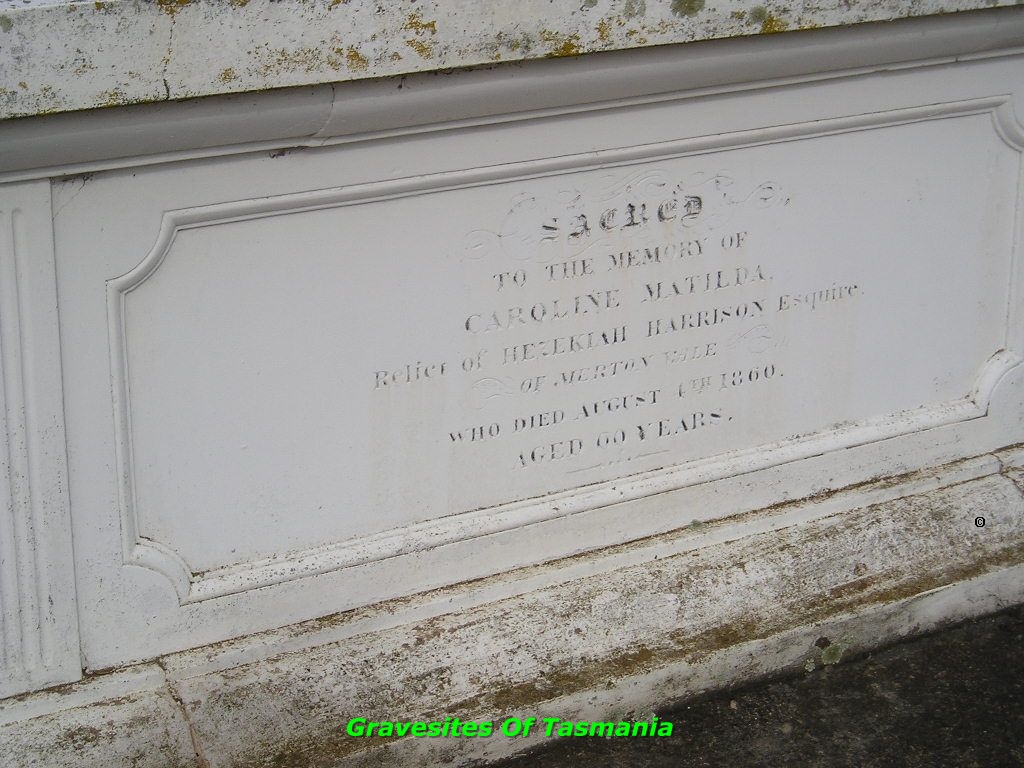 SACRED
TO THE MEMORY OF
CAROLINE MATILDA,
Relict of HEZEKIAH HARRISON Esquire.
OF MERTON VALE
WHO DIED AUGUST 4TH 1860.
AGED 60 YEARS.
©
Gravesites Of Tasmania